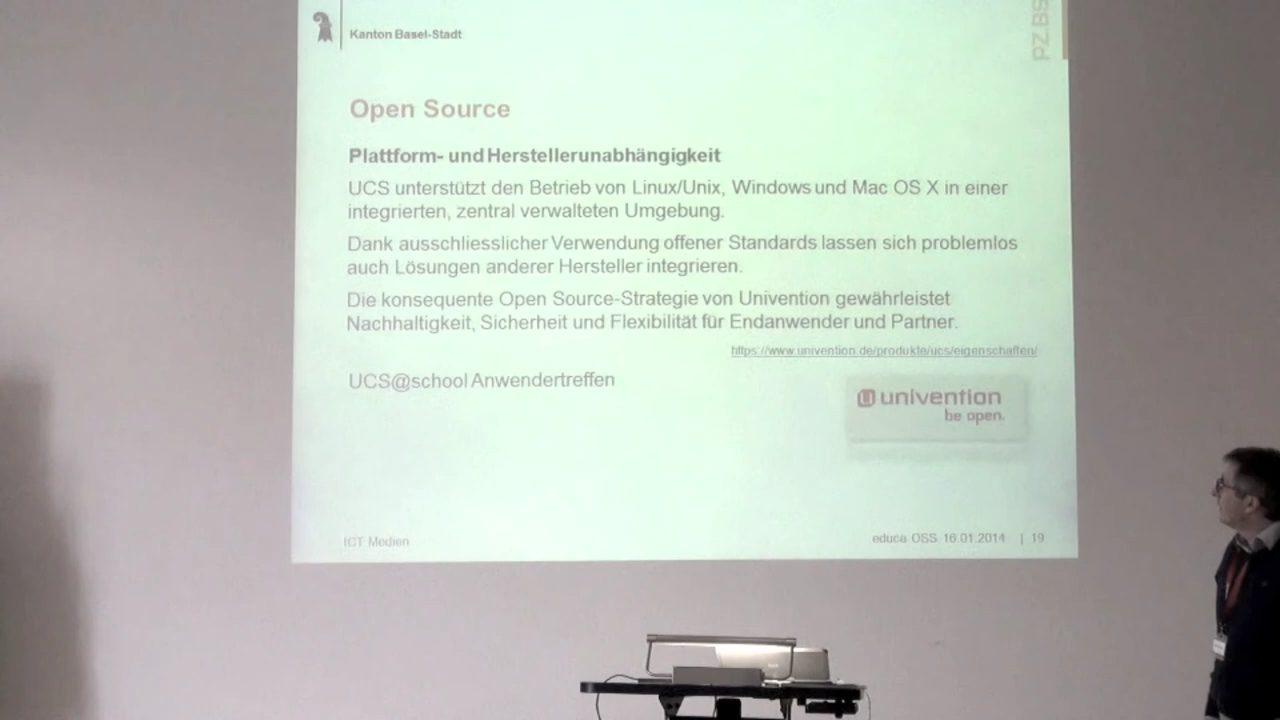 Kanton Basel-Stadt
PZ.BS
Open Source
Plattform- und Herstellerunabhängigkeit
UCS unterstützt den Betrieb von Linux/Unix, Windows und Mac OS X in einer
integrierten, zentral verwalteten Umgebung.
Dank ausschliesslicher Verwendung offener Standards lassen sich problemlos
auch Lösungen anderer Hersteller integrieren.
Die konsequente Open Source-Strategie von Univention gewährleistet
Nachhaltigkeit, Sicherheit und Flexibilität für Endanwender und Partner.
https://www.univention.de/produkte/ucs/eigenschaften/
UCS@school Anwendertreffen
univention
be open.
ICT Medien
educa OSS 16.01.2014 | 19